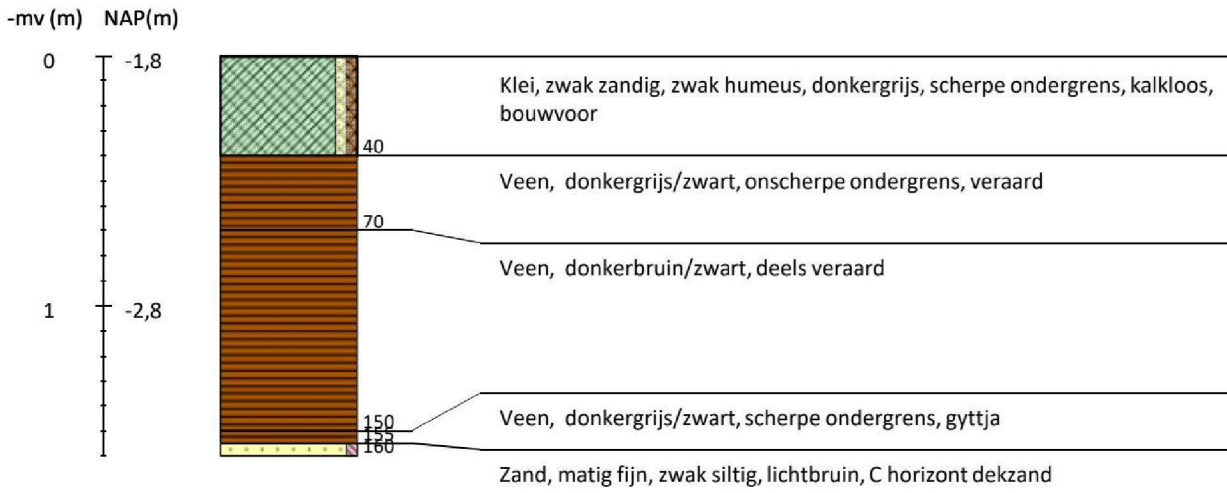 -mv (m) NAP(m)
0 -1,8
Klei, zwak zandig, zwak humeus, donkergrijs, scherpe ondergrens, kalkloos,
bouwvoor
40
Veen, donkergrijs/zwart, onscherpe ondergrens, veraard
70
Veen, donkerbruin/zwart, deels veraard
1 -2,8
150
Veen, donkergrijs/zwart, scherpe ondergrens, gyttja
155
160
Zand, matig fijn, zwak siltig, lichtbruin, C horizont dekzand